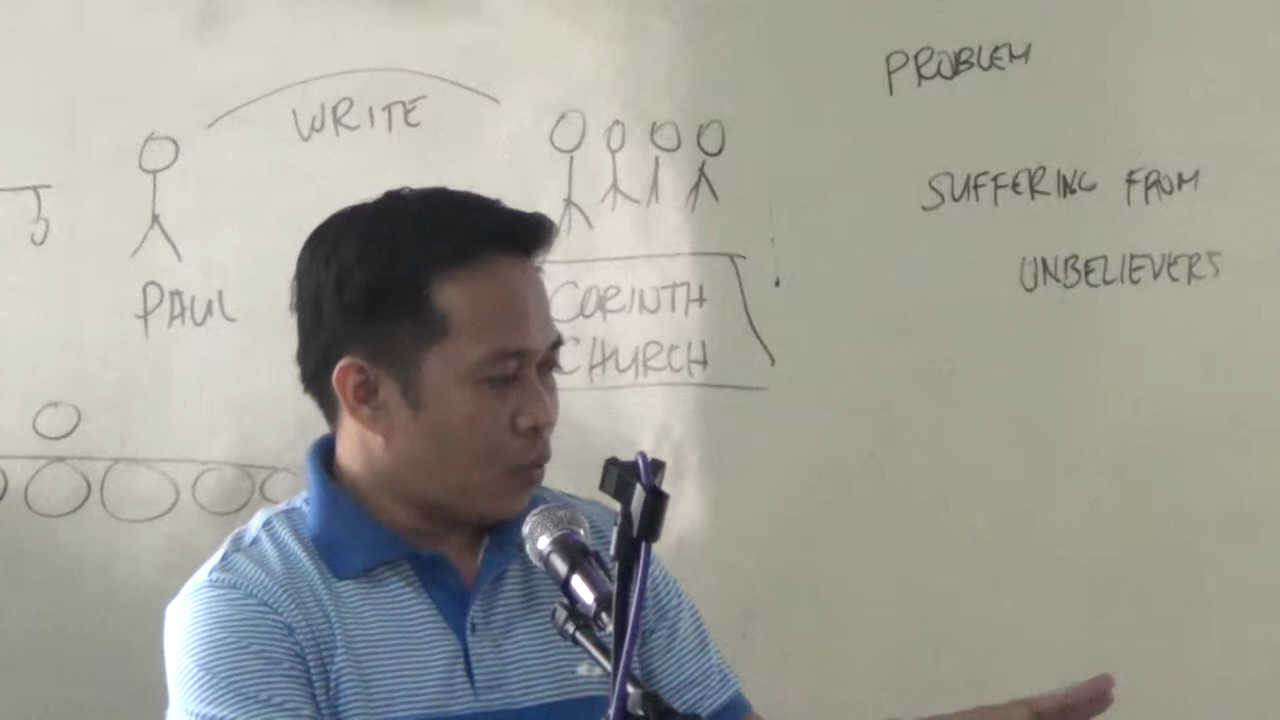 WRITE
PAUL
CORINTH
CHURCH
PROBLEM
SUFFERING FROM
UNBELIEVERS